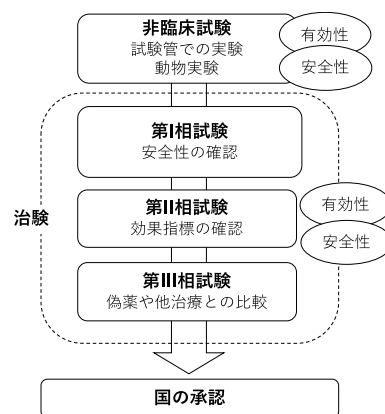 非臨床試験
試験管での実験
動物実験
有効性
安全性
第I相試験
安全性の確認
治験
第II相試験
効果指標の確認
有効性
安全性
第III相試験
偽薬や他治療との比較
国の承認